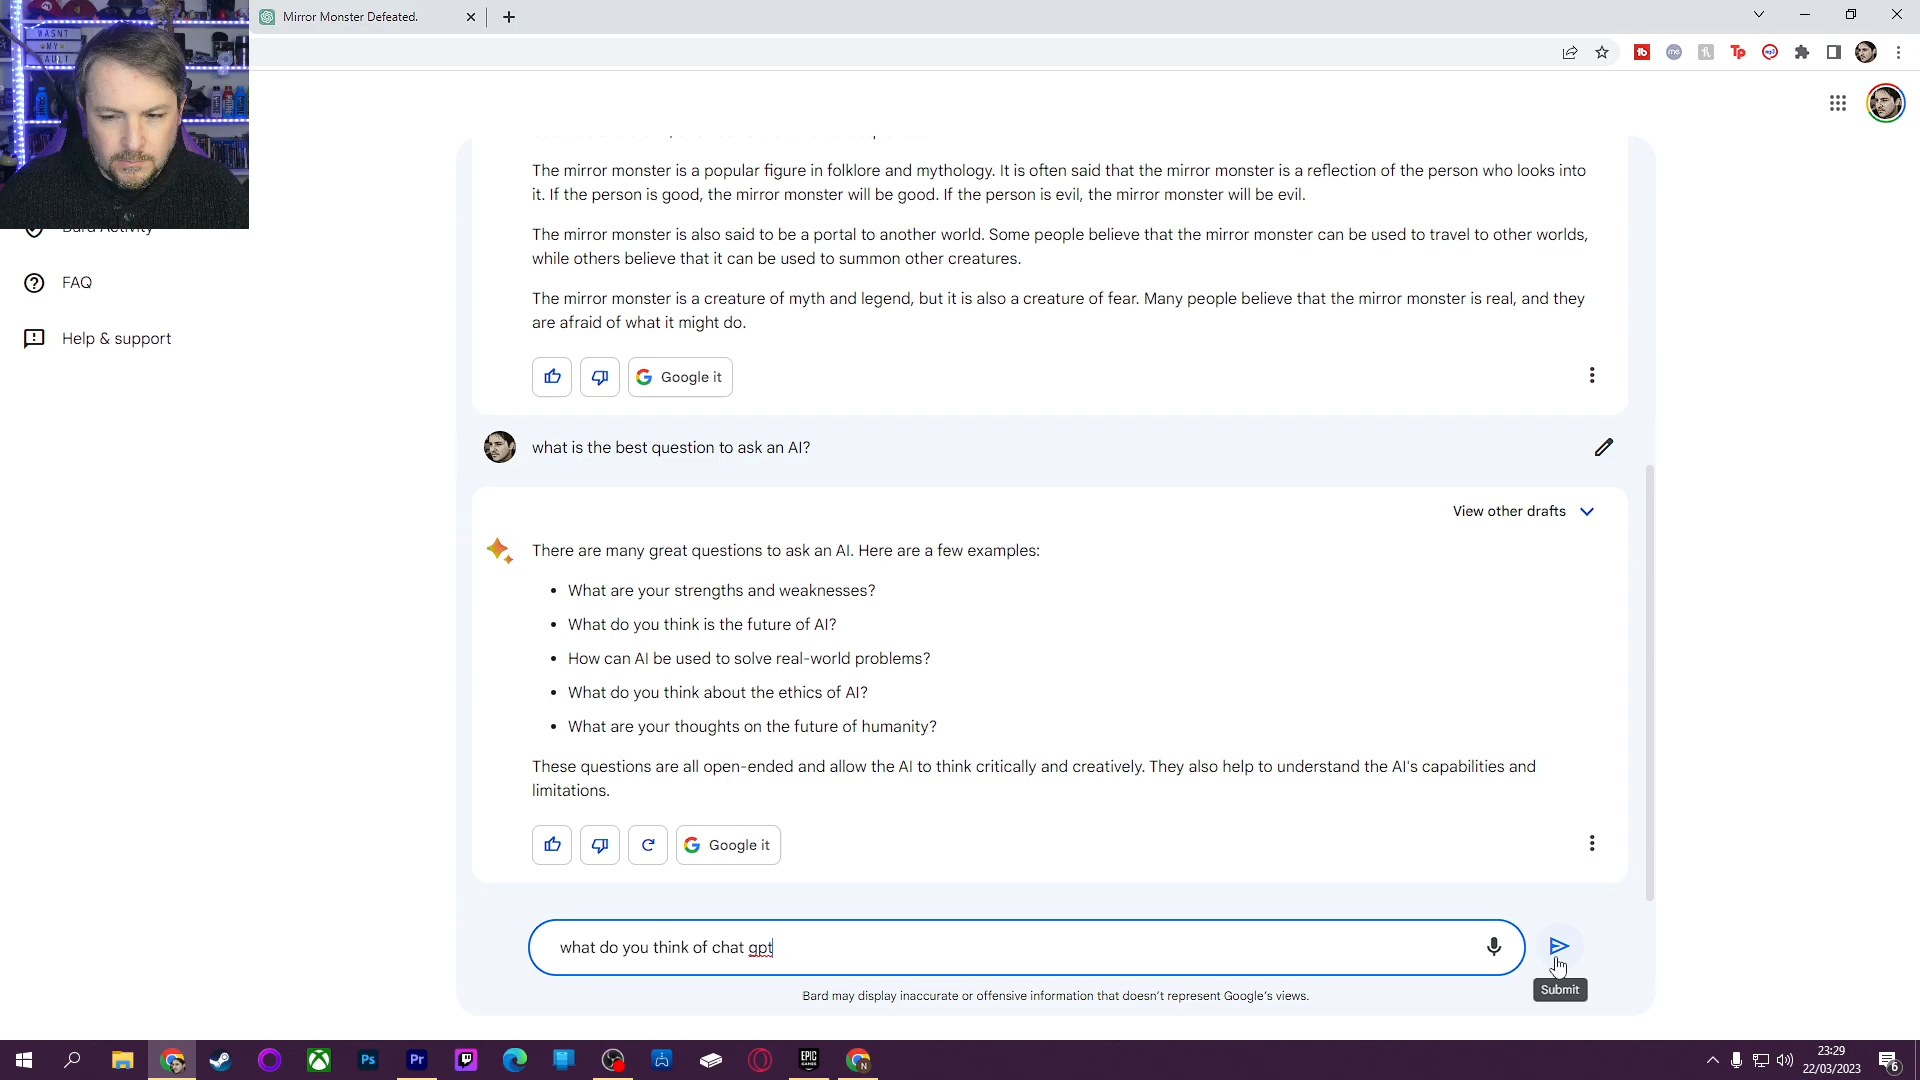 WASNT
MY
FAULT
Mirror Monster Defeated.
The mirror monster is a popular figure in folklore and mythology. It is often said that the mirror monster is a reflection of the person who looks into
it. If the person is good, the mirror monster will be good. If the person is evil, the mirror monster will be evil.
The mirror monster is also said to be a portal to another world. Some people believe that the mirror monster can be used to travel to other worlds,
while others believe that it can be used to summon other creatures.
The mirror monster is a creature of myth and legend, but it is also a creature of fear. Many people believe that the mirror monster is real, and they
are afraid of what it might do.
Google it
Bard Activity
FAQ
Help & support
what is the best question to ask an AI?
View other drafts
There are many great questions to ask an AI. Here are a few examples:
• What are your strengths and weaknesses?
• What do you think is the future of AI?
• How can AI be used to solve real-world problems?
• What do you think about the ethics of AI?
• What are your thoughts on the future of humanity?
These questions are all open-ended and allow the AI to think critically and creatively. They also help to understand the AI's capabilities and
limitations.
Google it
what do you think of chat gpt
Submit
Bard may display inaccurate or offensive information that doesn't represent Google's views.
Ps
Pr
EPIC
GAMES
N
23:29
22/03/2023
6